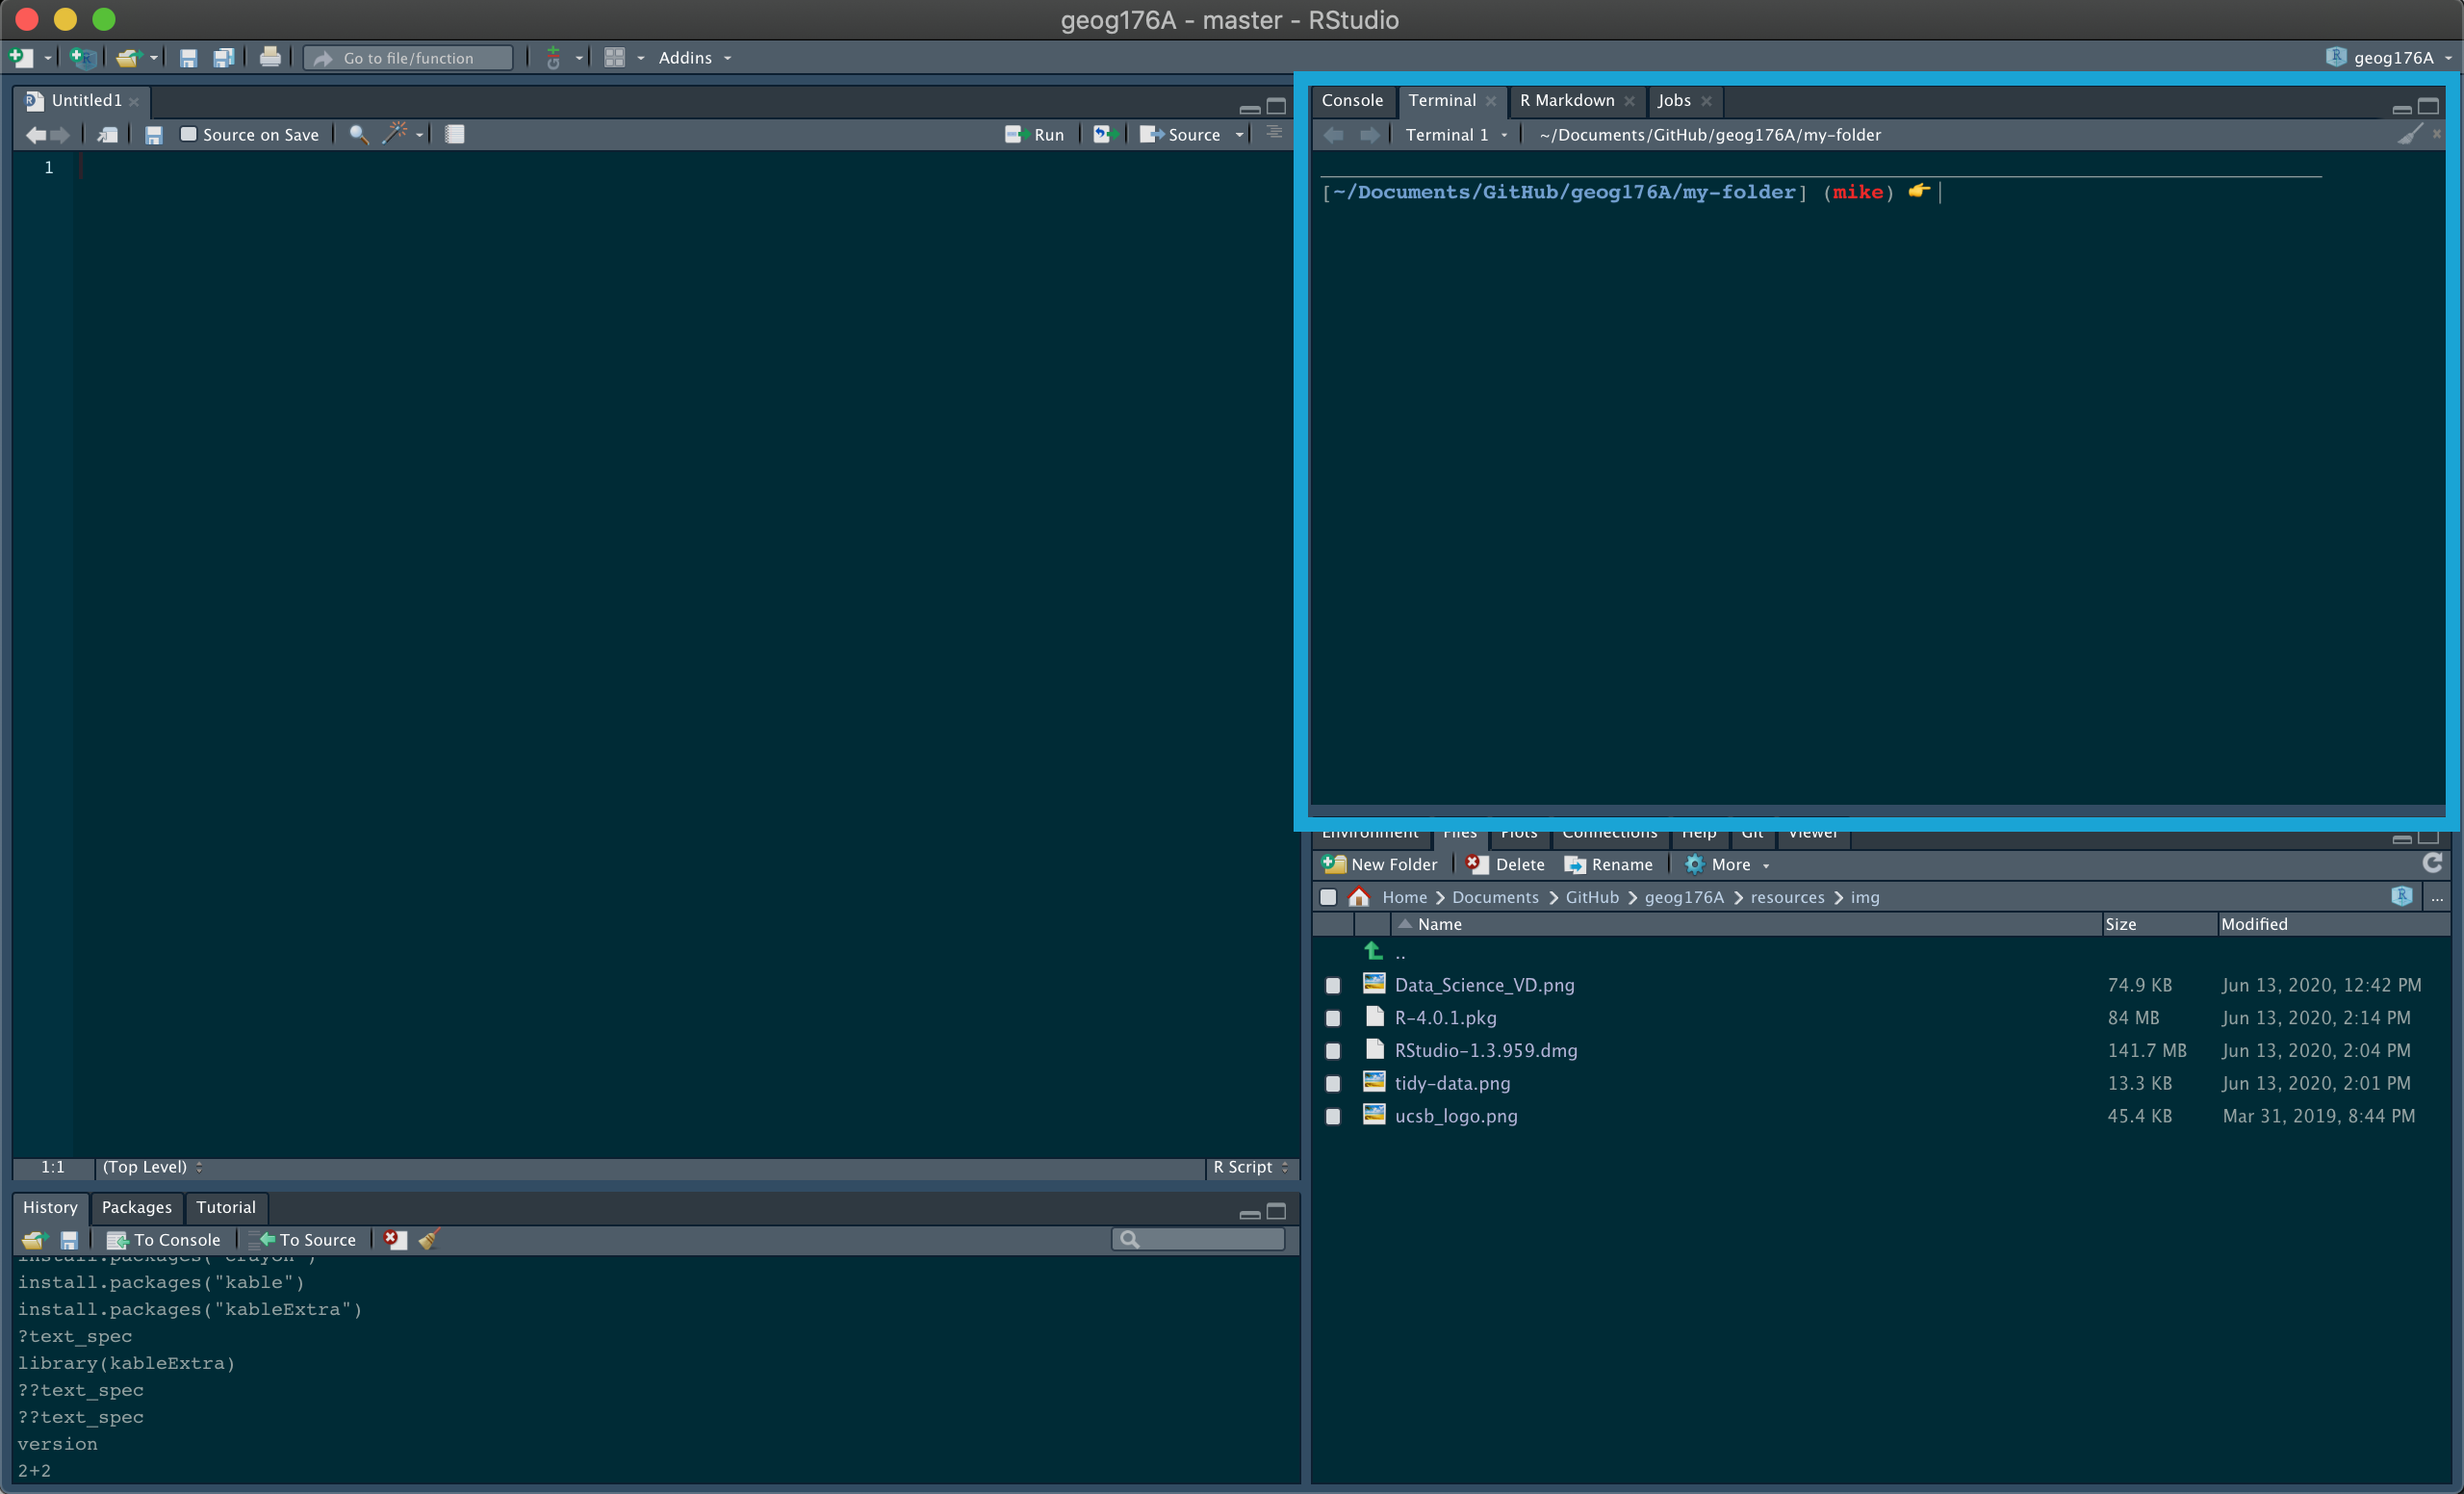 geog176A - master - RStudio
Go to file/function
Addins
geog176A
Untitled1
Source on Save
Run
Source
1
1:1
(Top Level)
R Script
Console
Terminal
R Markdown
Jobs
Terminal 1
~/Documents/GitHub/geog176A/my-folder
[~/Documents/GitHub/geog176A/my-folder] (mike) 👉
Environment
Files
Plots
Connections
Help
Git
Viewer
New Folder
Delete
Rename
More
Home
Documents
GitHub
geog176A
resources
img
...
Name
Size
Modified
..
Data_Science_VD.png 74.9 KB Jun 13, 2020, 12:42 PM
R-4.0.1.pkg 84 MB Jun 13, 2020, 2:14 PM
RStudio-1.3.959.dmg 141.7 MB Jun 13, 2020, 2:04 PM
tidy-data.png 13.3 KB Jun 13, 2020, 2:01 PM
ucsb_logo.png 45.4 KB Mar 31, 2019, 8:44 PM
History
Packages
Tutorial
To Console
To Source
install.packages("crayon")
install.packages("kable")
install.packages("kableExtra")
?text_spec
library(kableExtra)
??text_spec
??text_spec
version
2+2